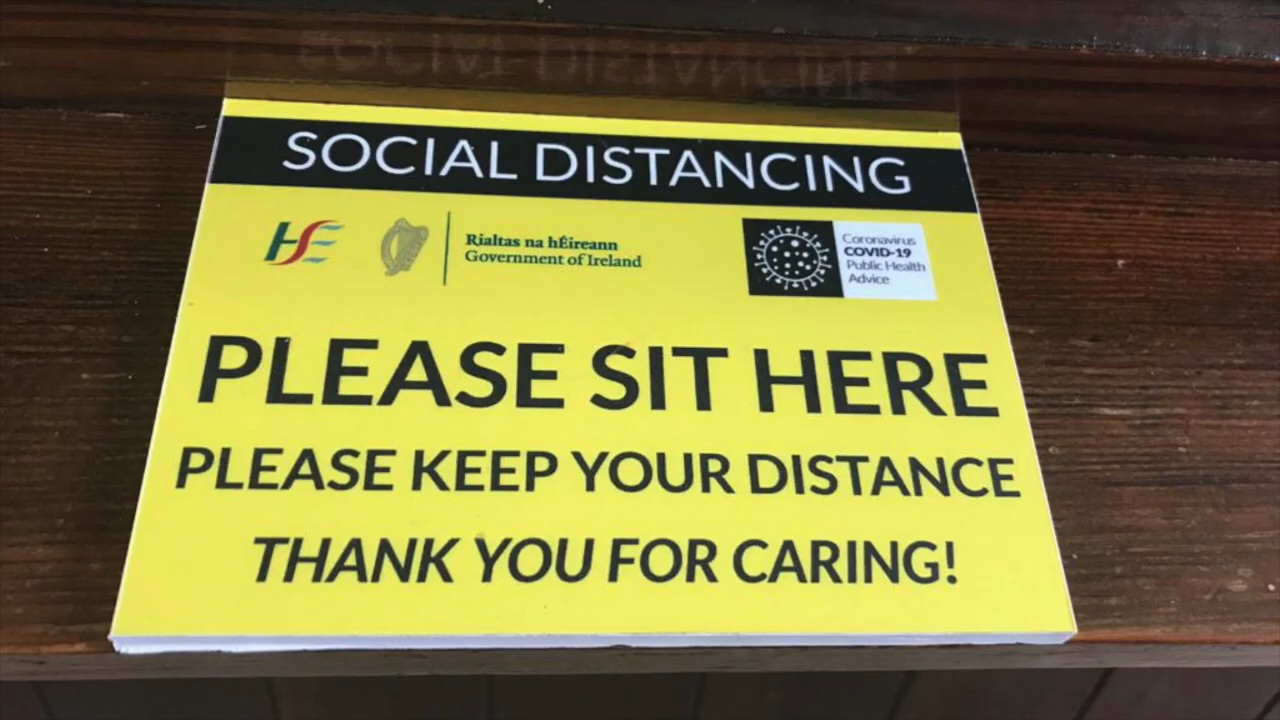 SOCIAL DISTANCING
HSE
Rialtas na hÉireann
Government of Ireland
Coronavirus
COVID-19
Public Health
Advice
PLEASE SIT HERE
PLEASE KEEP YOUR DISTANCE
THANK YOU FOR CARING!